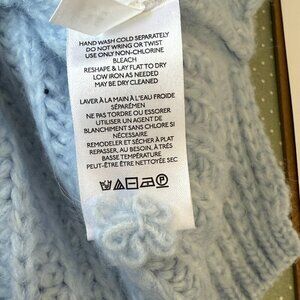 HAND WASH COLD SEPARATELY
DO NOT WRING OR TWIST
USE ONLY NON-CHLORINE
BLEACH
RESHAPE & LAY FLAT TO DRY
LOW IRON AS NEEDED
MAY BE DRY CLEANED
LAVER À LA MAIN À L'EAU FROIDE
SÉPARÉMEN
NE PAS TORDRE OU ESSORER
UTILISER UN AGENT DE
BLANCHIMENT SANS CHLORE SI
NÉCESSAIRE
REMODELER ET SÉCHER À PLAT
REPASSER, AU BESOIN, À TRÈS
BASSE TEMPÉRATURE
PEUT-ÊTRE NETTOYÉE SEC
P